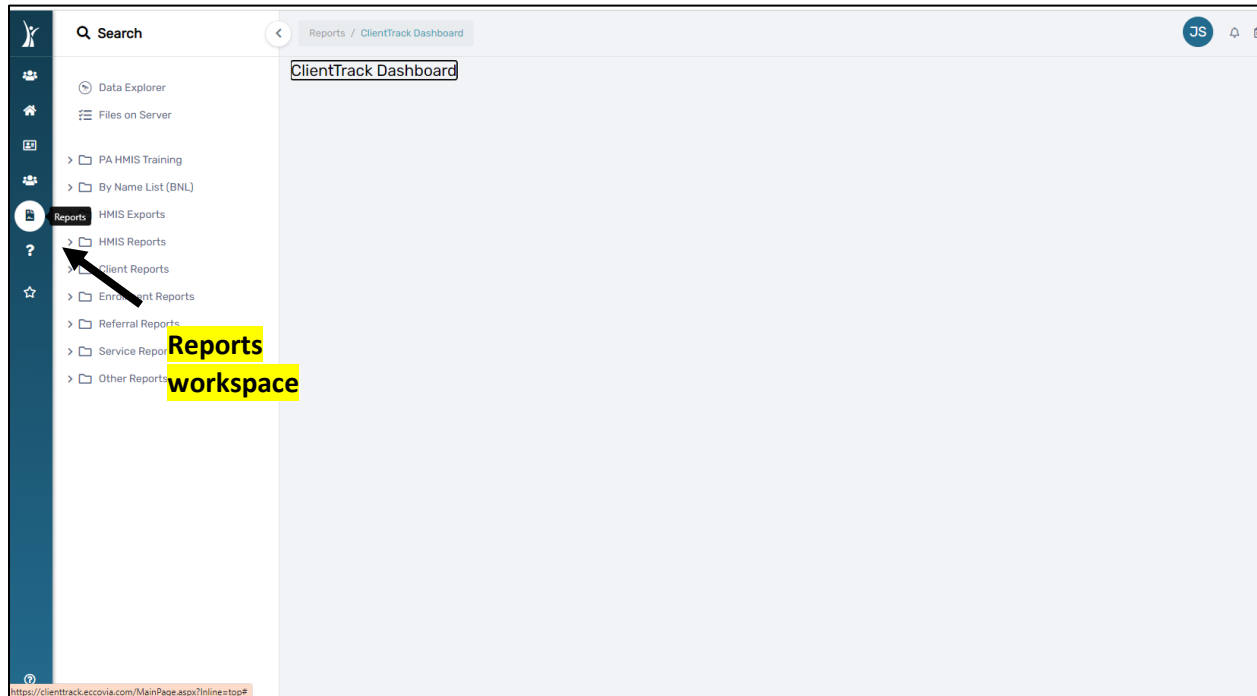 Search
Reports / ClientTrack Dashboard
JS
ClientTrack Dashboard
Data Explorer
Files on Server
PA HMIS Training
By Name List (BNL)
Reports
HMIS Exports
HMIS Reports
?
Client Reports
Enrollment Reports
Referral Reports
Service Repor
Other Reports
Reports
workspace
https://clienttrack.eccovia.com/MainPage.aspx?Inline=top#